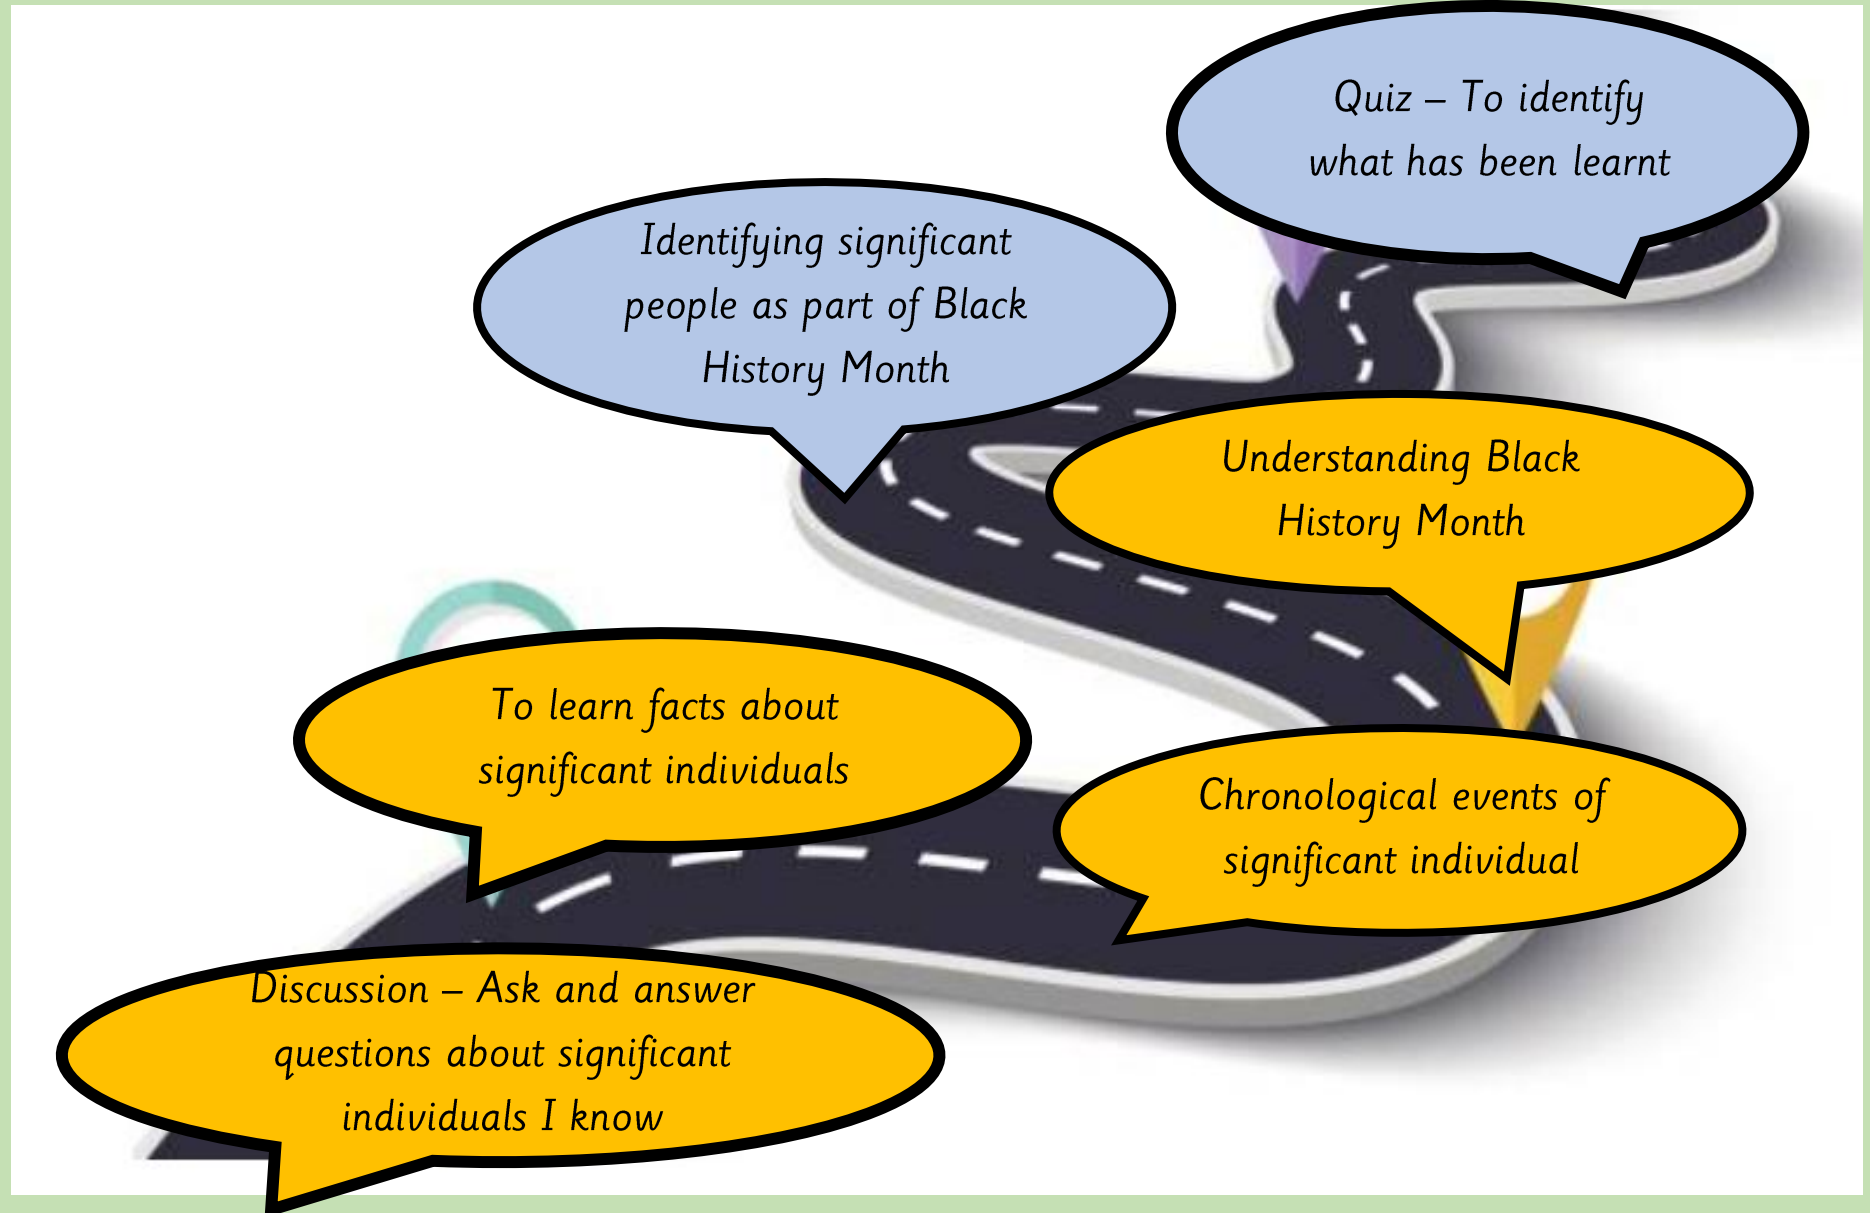 Quiz – To identify
what has been learnt
Identifying significant
people as part of Black
History Month
Understanding Black
History Month
To learn facts about
significant individuals
Chronological events of
significant individual
Discussion – Ask and answer
questions about significant
individuals I know